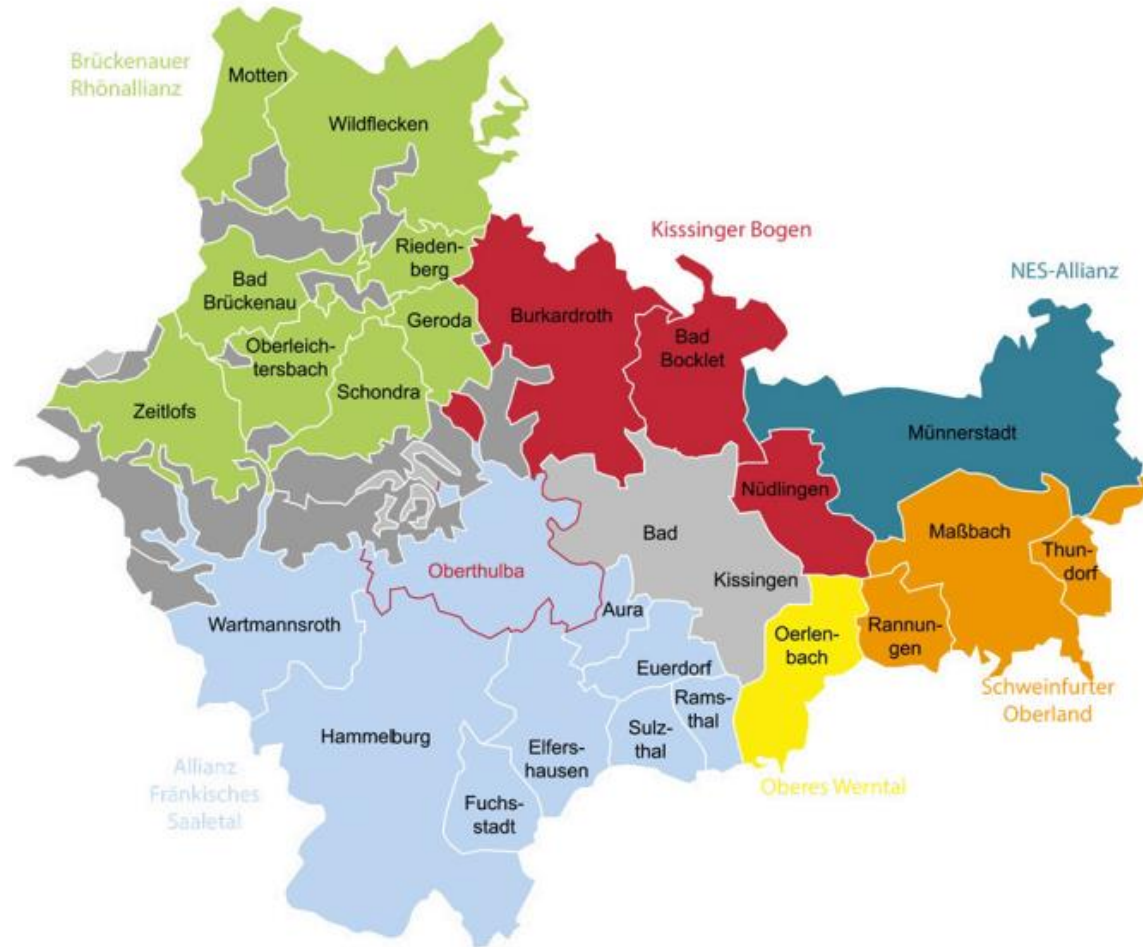 Brückenauer
Rhönallianz
Motten
Wildflecken
Kisssinger Bogen
NES-Allianz
Rieden-
berg
Bad
Brückenau
Geroda
Burkardroth
Bad
Bocklet
Oberleich-
tersbach
Schondra
Zeitlofs
Münnerstadt
Nüdlingen
Maßbach
Thun-
dorf
Bad
Kissingen
Oberthulba
Aura
Wartmannsroth
Oerlen-
bach
Rannun-
gen
Euerdorf
Schweinfurter
Oberland
Rams-
thal
Sulz-
thal
Hammelburg
Elfers-
hausen
Allianz
Fränkisches
Saaletal
Oberes Werntal
Fuchs-
stadt